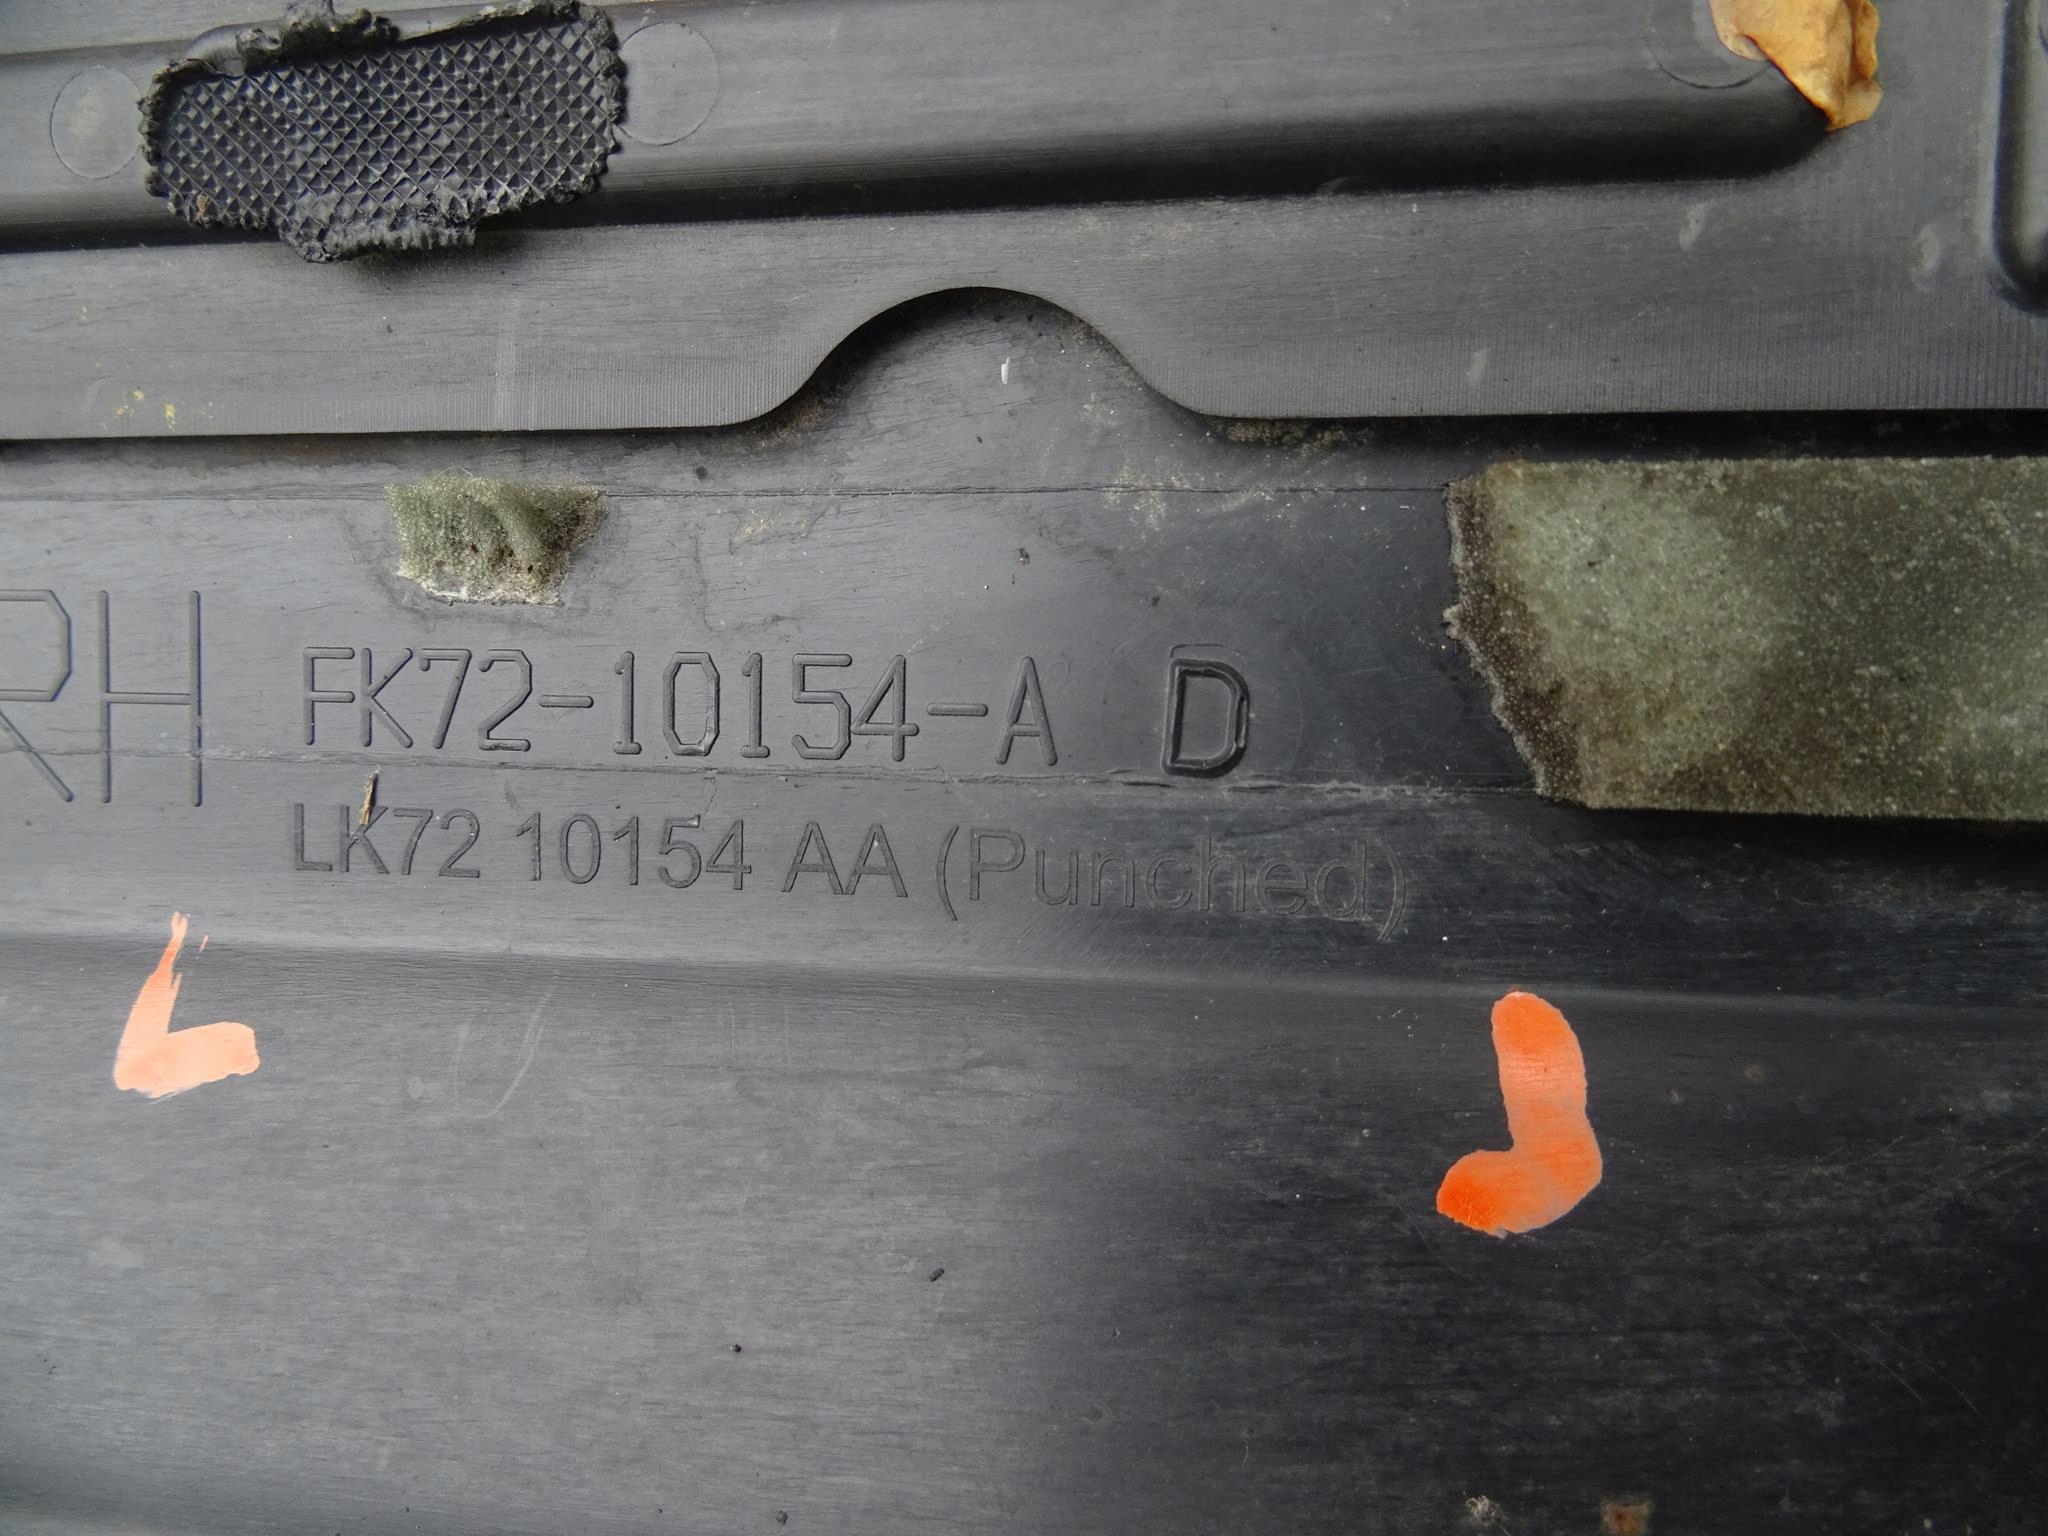 RH FK72-10154-A D
LK72 10154 AA (Punched)